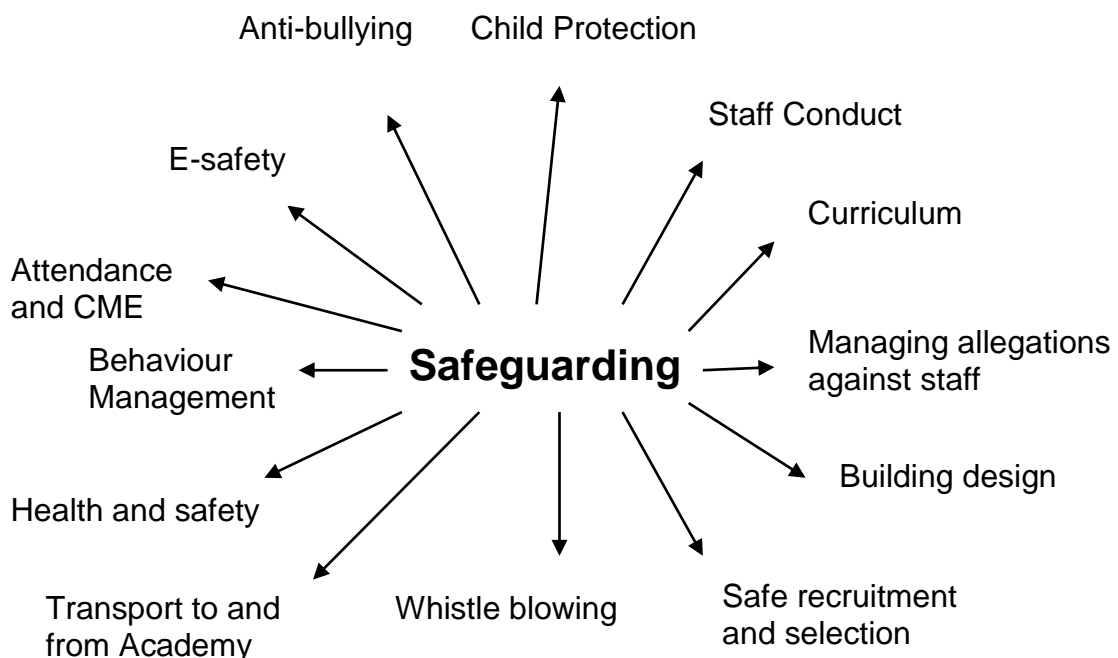 Anti-bullying
Child Protection
Staff Conduct
E-safety
Curriculum
Attendance
and CME
Managing allegations
against staff
Behaviour
Management
Safeguarding
Building design
Health and safety
Transport to and
from Academy
Whistle blowing
Safe recruitment
and selection